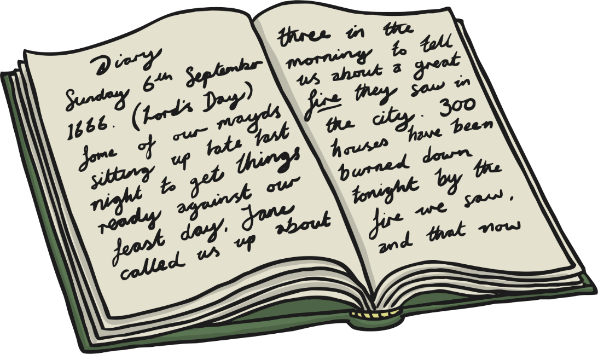 Diary
Sunday 6th September
1666. (Lord's Day)
Some of our mayds
sitting up late last
night to get things
ready against our
feast day, Jane
called us up about
three in the
morning to tell
us about a great
fire they saw in
the city. 300
houses have been
burned down
tonight by the
fire we saw,
and that now